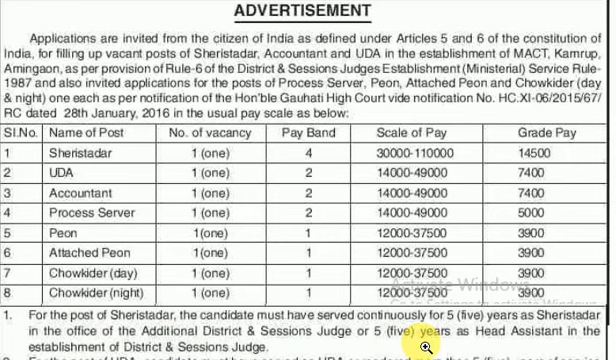 ADVERTISEMENT
Applications are invited from the citizen of India as defined under Articles 5 and 6 of the constitution of
India, for filling up vacant posts of Sheristadar, Accountant and UDA in the establishment of MACT, Kamrup,
Amingaon, as per provision of Rule-6 of the District & Sessions Judges Establishment (Ministerial) Service Rule-
1987 and also invited applications for the posts of Process Server, Peon, Attached Peon and Chowkider (day
& night) one each as per notification of the Hon'ble Gauhati High Court vide notification No. HC.XI-06/2015/67/
RC dated 28th January, 2016 in the usual pay scale as below:
Sl.No. Name of Post No. of vacancy Pay Band Scale of Pay Grade Pay
1 Sheristadar 1 (one) 4 30000-110000 14500
2 UDA 1 (one) 2 14000-49000 7400
3 Accountant 1 (one) 2 14000-49000 7400
4 Process Server 1 (one) 2 14000-49000 5000
5 Peon 1(one) 1 12000-37500 3900
6 Attached Peon 1(one) 1 12000-37500 3900
7 Chowkider (day) 1 (one) 1 12000-37500 3900
Activate Windows
8 Chowkider (night) 1 (one) 1 12000-37500 3900
1. For the post of Sheristadar, the candidate must have served continuously for 5 (five) years as Sheristadar
in the office of the Additional District & Sessions Judge or 5 (five) years as Head Assistant in the
establishment of District & Sessions Judge.